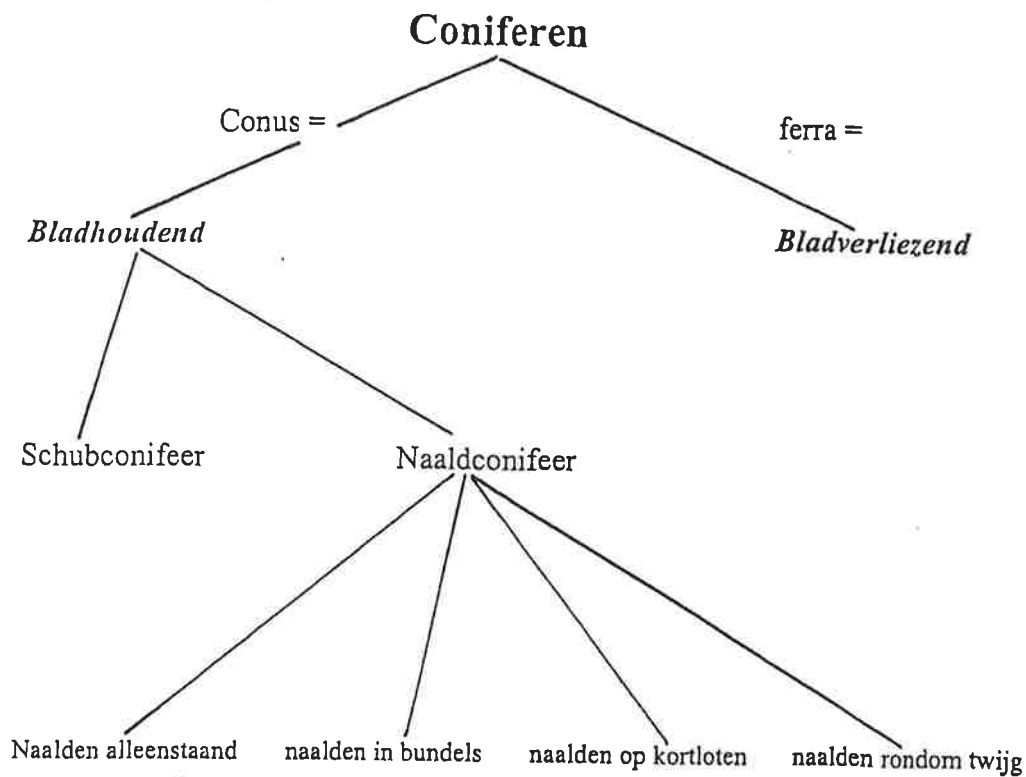 Coniferen
Conus =
ferra =
Bladhoudend
Bladverliezend
Schubconifeer
Naaldconifeer
Naalden alleenstaand
naalden in bundels
naalden op kortloten
naalden rondom twijg